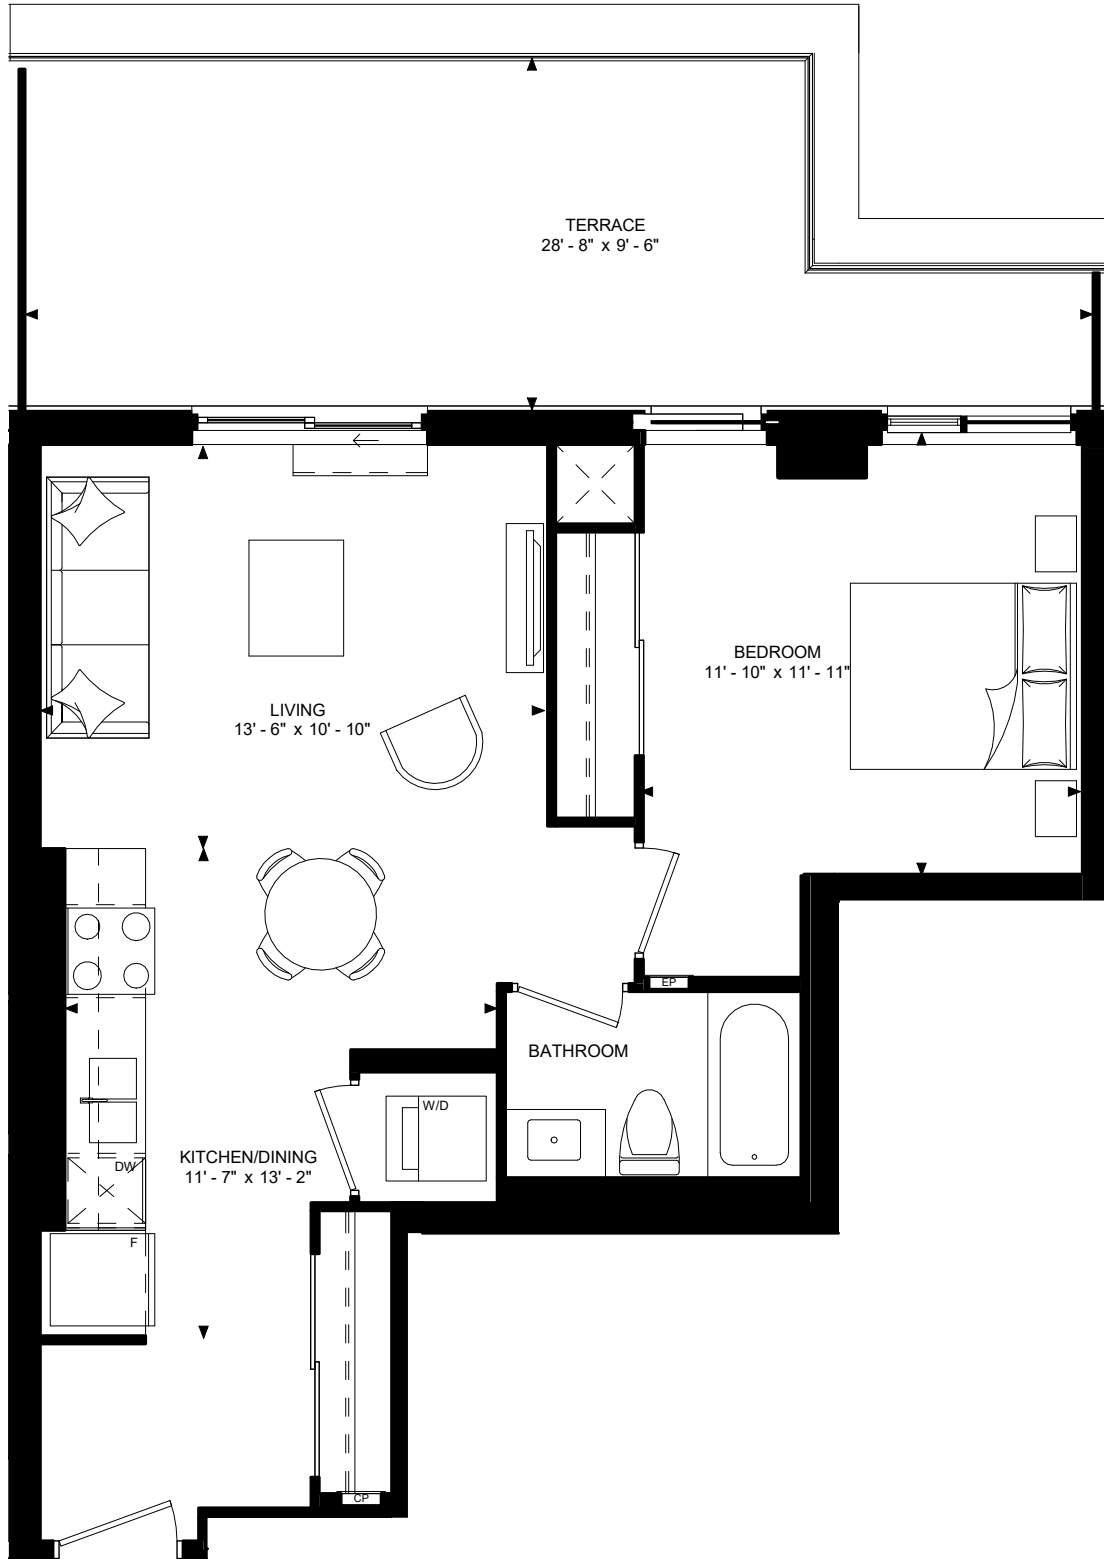 TERRACE
28' - 8" x 9' - 6"
BEDROOM
11' - 10" x 11' - 11"
LIVING
13' - 6" x 10' - 10"
EP
BATHROOM
W/D
KITCHEN/DINING
11' - 7" x 13' - 2"
DW
F
CP